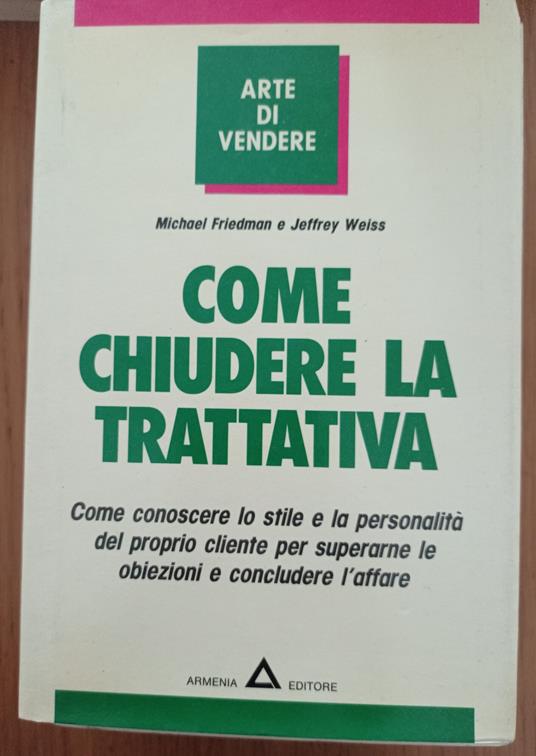 ARTE
DI
VENDERE
Michael Friedman e Jeffrey Weiss
COME
CHIUDERE LA
TRATTATIVA
Come conoscere lo stile e la personalità
del proprio cliente per superarne le
obiezioni e concludere l'affare
ARMENIA EDITORE